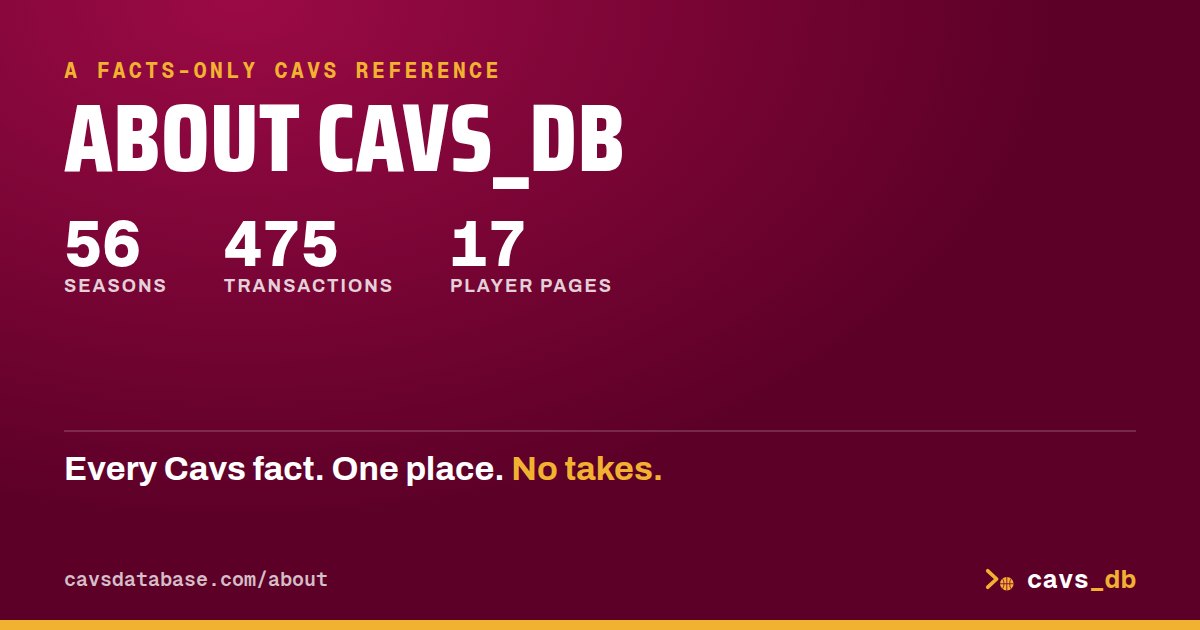 A FACTS-ONLY CAVS REFERENCE
ABOUT CAVS_DB
56 475 17
SEASONS TRANSACTIONS PLAYER PAGES
Every Cavs fact. One place. No takes.
cavsdatabase.com/about cavs_db